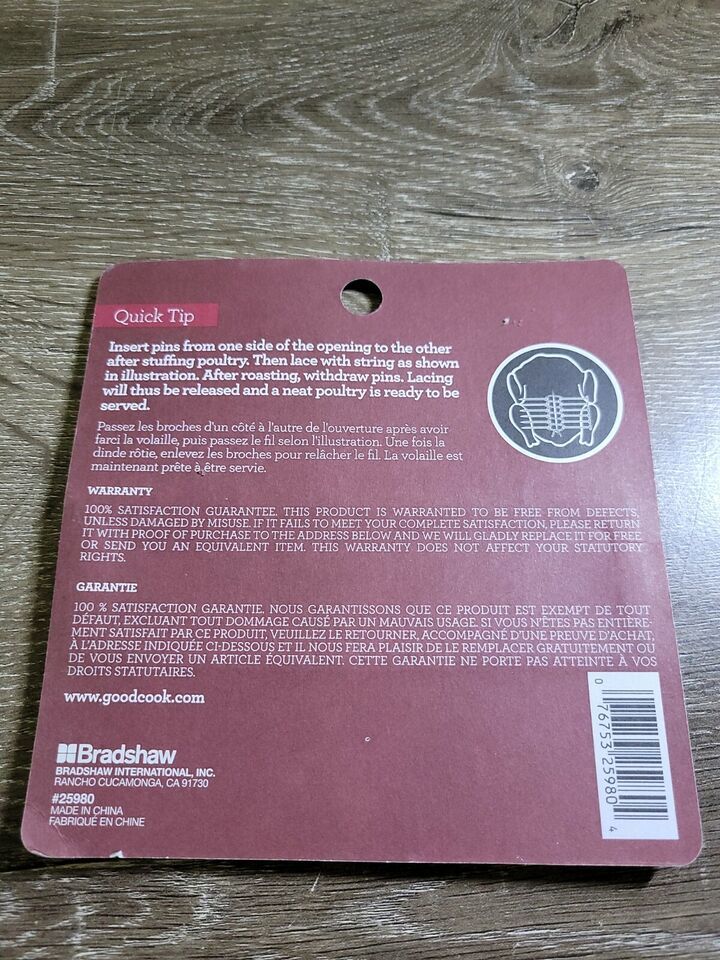 Quick Tip
Insert pins from one side of the opening to the other
after stuffing poultry. Then lace with string as shown
in illustration. After roasting, withdraw pins. Lacing
will thus be released and a neat poultry is ready to be
served.
Passez les broches d'un côté à l'autre de l'ouverture après avoir
farci la volaille, puis passez le fil selon l'illustration. Une fois la
dinde rôtie, enlevez les broches pour relâcher le fil. La volaille est
maintenant prête à être servie.
WARRANTY
100% SATISFACTION GUARANTEE. THIS PRODUCT IS WARRANTED TO BE FREE FROM DEFECTS,
UNLESS DAMAGED BY MISUSE. IF IT FAILS TO MEET YOUR COMPLETE SATISFACTION, PLEASE RETURN
IT WITH PROOF OF PURCHASE TO THE ADDRESS BELOW AND WE WILL GLADLY REPLACE IT FOR FREE
OR SEND YOU AN EQUIVALENT ITEM. THIS WARRANTY DOES NOT AFFECT YOUR STATUTORY
RIGHTS.
GARANTIE
100 % SATISFACTION GARANTIE. NOUS GARANTISSONS QUE CE PRODUIT EST EXEMPT DE TOUT
DÉFAUT, EXCLUANT TOUT DOMMAGE CAUSÉ PAR UN MAUVAIS USAGE. SI VOUS N'ÊTES PAS ENTIÈRE-
MENT SATISFAIT PAR CE PRODUIT, VEUILLEZ LE RETOURNER, ACCOMPAGNÉ D'UNE PREUVE D'ACHAT,
À L'ADRESSE INDIQUÉE CI-DESSOUS ET IL NOUS FERA PLAISIR DE LE REMPLACER GRATUITEMENT OU
DE VOUS ENVOYER UN ARTICLE ÉQUIVALENT. CETTE GARANTIE NE PORTE PAS ATTEINTE À VOS
DROITS STATUTAIRES.
www.goodcook.com
Bradshaw
BRADSHAW INTERNATIONAL, INC.
RANCHO CUCAMONGA, CA 91730
#25980
MADE IN CHINA
FABRIQUÉ EN CHINE
0 76753 25980 4